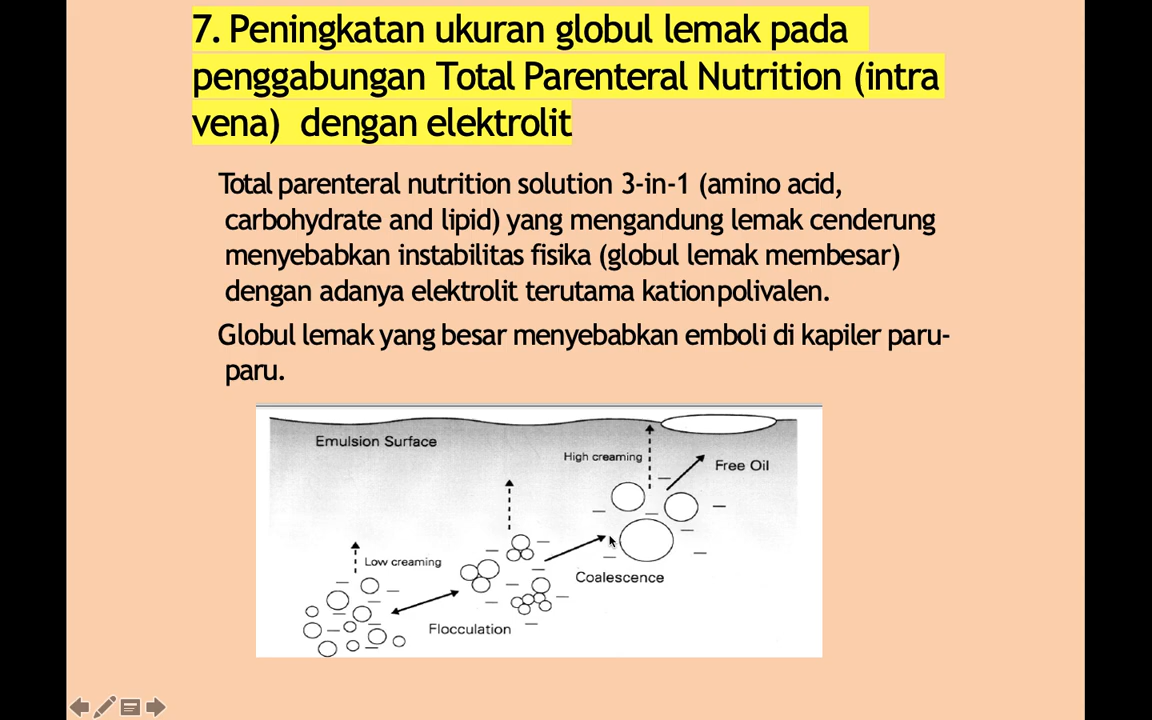 7. Peningkatan ukuran globul lemak pada
penggabungan Total Parenteral Nutrition (intra
vena) dengan elektrolit
Total parenteral nutrition solution 3-in-1 (amino acid,
carbohydrate and lipid) yang mengandung lemak cenderung
menyebabkan instabilitas fisika (globul lemak membesar)
dengan adanya elektrolit terutama kationpolivalen.
Globul lemak yang besar menyebabkan emboli di kapiler paru-
paru.
Emulsion Surface
High creaming
Free Oil
Low creaming
Coalescence
Flocculation